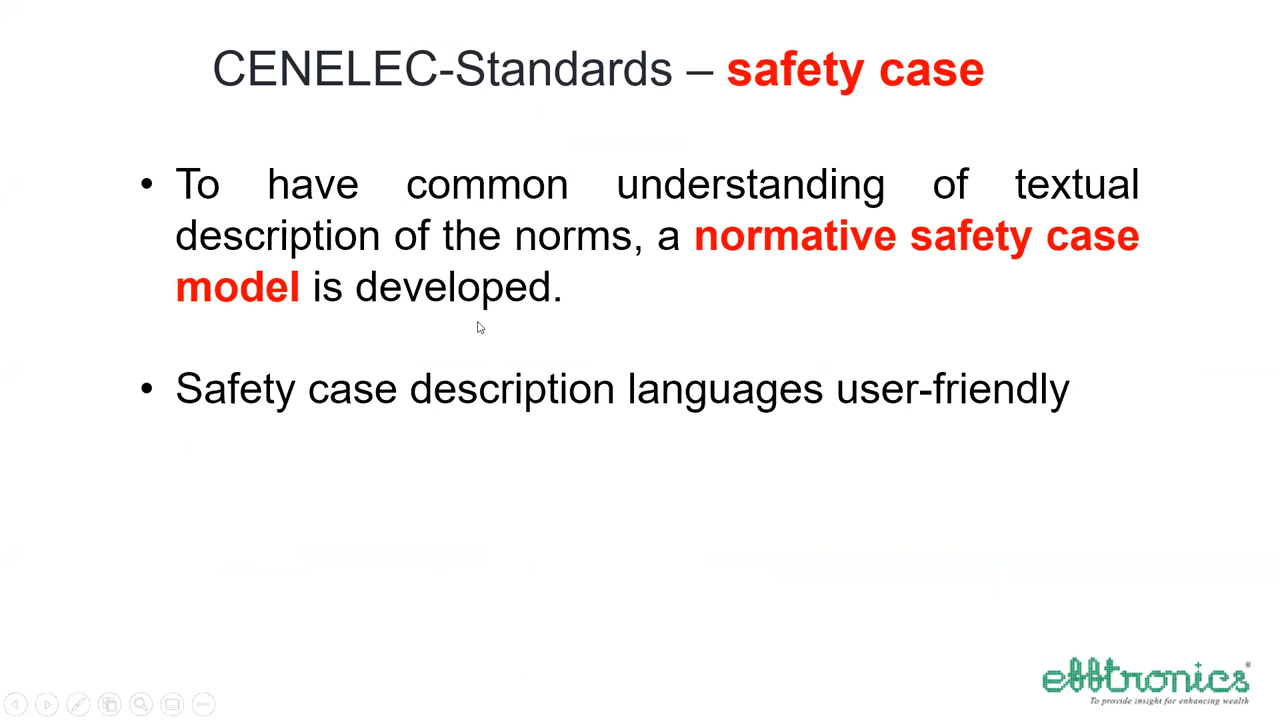 CENELEC-Standards – safety case
• To have common understanding of textual
description of the norms, a normative safety case
model is developed.
• Safety case description languages user-friendly
efftronics®
To provide insight for enhancing wealth